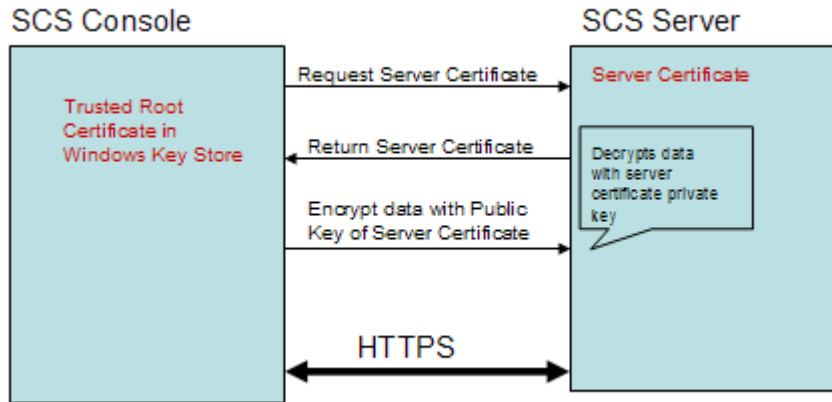 SCS Console
SCS Server
Request Server Certificate
Server Certificate
Trusted Root
Certificate in
Windows Key Store
Return Server Certificate
Decrypts data
with server
certificate private
key
Encrypt data with Public
Key of Server Certificate
HTTPS